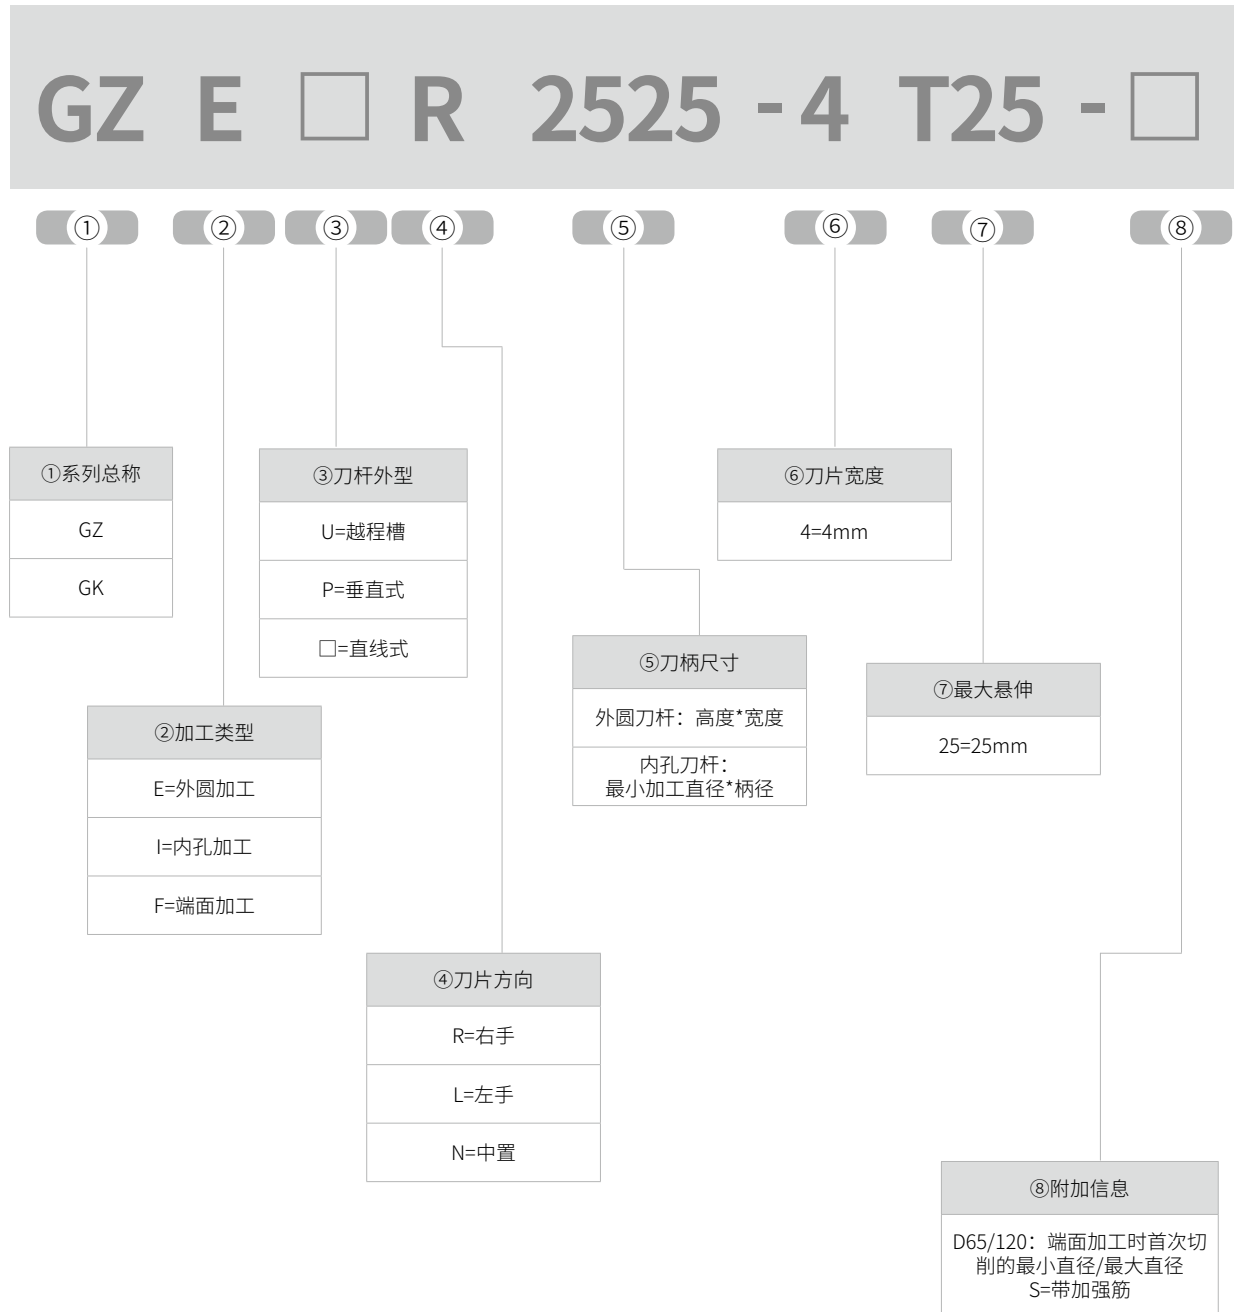 GZ E □ R 2525 - 4 T25 - □
① ② ③ ④ ⑤ ⑥ ⑦ ⑧
①系列总称
GZ
GK
③刀杆外型
U=越程槽
P=垂直式
□=直线式
⑥刀片宽度
4=4mm
⑤刀柄尺寸
外圆刀杆：高度*宽度
内孔刀杆：
最小加工直径*柄径
⑦最大悬伸
25=25mm
②加工类型
E=外圆加工
I=内孔加工
F=端面加工
④刀片方向
R=右手
L=左手
N=中置
⑧附加信息
D65/120：端面加工时首次切
削的最小直径/最大直径
S=带加强筋